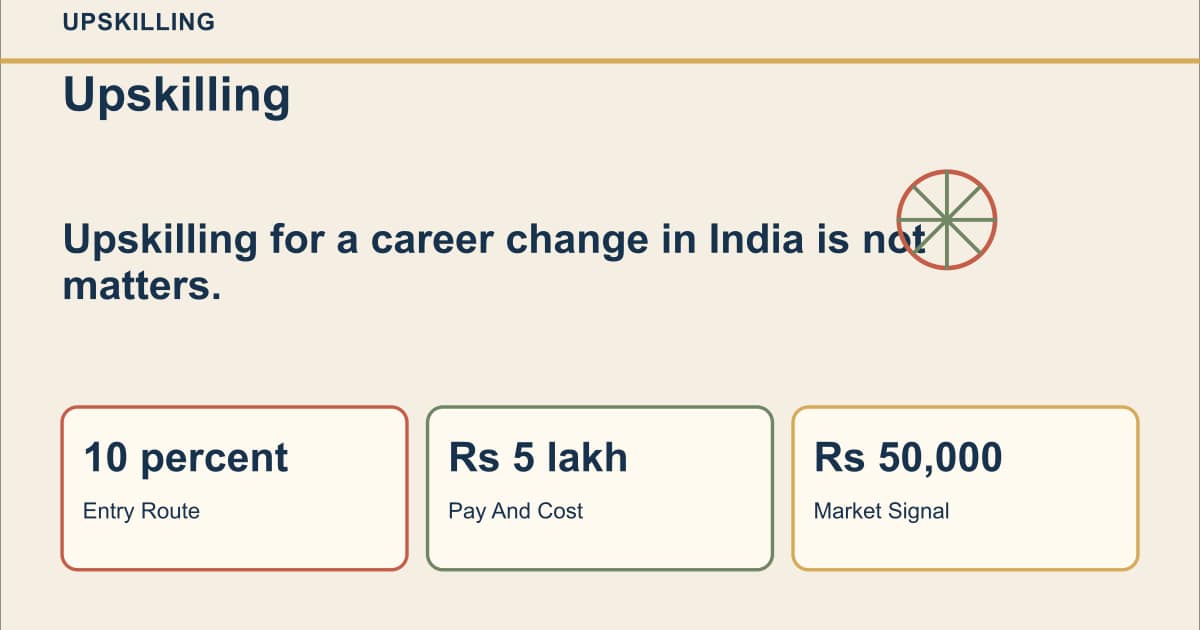 UPSKILLING
Upskilling
Upskilling for a career change in India is not
matters.
10 percent
Entry Route
Rs 5 lakh
Pay And Cost
Rs 50,000
Market Signal